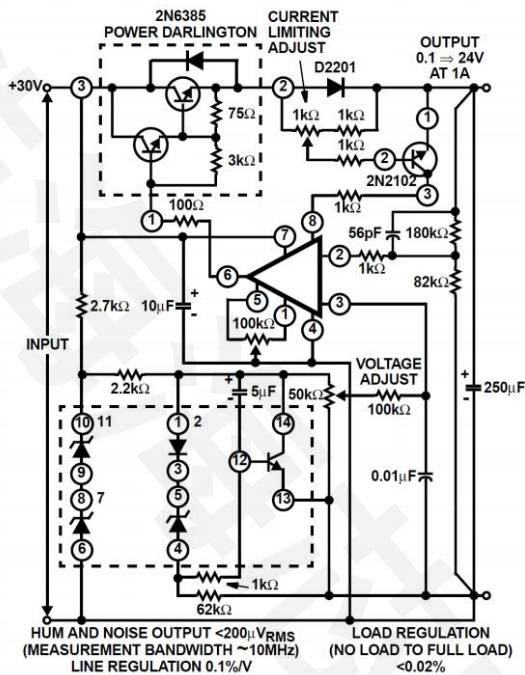 2N6385
POWER DARLINGTON
CURRENT
LIMITING
ADJUST
OUTPUT
0.1 ⇒ 24V
AT 1A
+30V
3
2
D2201
75Ω
1kΩ
1kΩ
1
3kΩ
1kΩ
2
2N2102
3
100Ω
1
8
1kΩ
7
56pF
180kΩ
6
2
1kΩ
82kΩ
2.7kΩ
10μF
+
-
5
1
3
4
100kΩ
INPUT
2.2kΩ
VOLTAGE
ADJUST
+
-
5μF
50kΩ
100kΩ
+
-
250μF
10
11
1
2
14
9
3
12
8
7
5
13
0.01μF
6
4
1kΩ
62kΩ
HUM AND NOISE OUTPUT <200μVRMS
(MEASUREMENT BANDWIDTH ~10MHz)
LINE REGULATION 0.1%/V
LOAD REGULATION
(NO LOAD TO FULL LOAD)
<0.02%